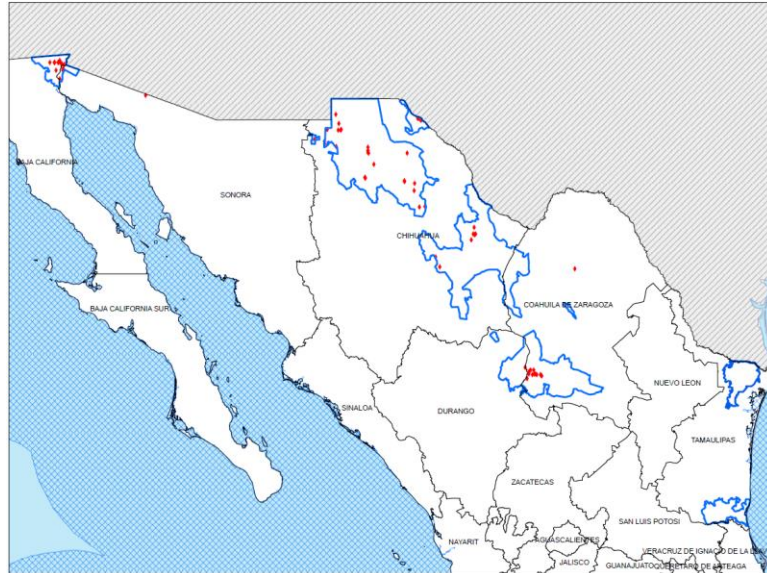 BAJA CALIFORNIA
SONORA
CHIHUAHUA
COAHUILA DE ZARAGOZA
BAJA CALIFORNIA SUR
NUEVO LEON
SINALOA
DURANGO
TAMAULIPAS
ZACATECAS
SAN LUIS POTOSI
NAYARIT
AGUASCALIENTES
VERACRUZ DE IGNACIO DE LA
JALISCO
GUANAJUATO
QUERETARO DE ARTEAGA